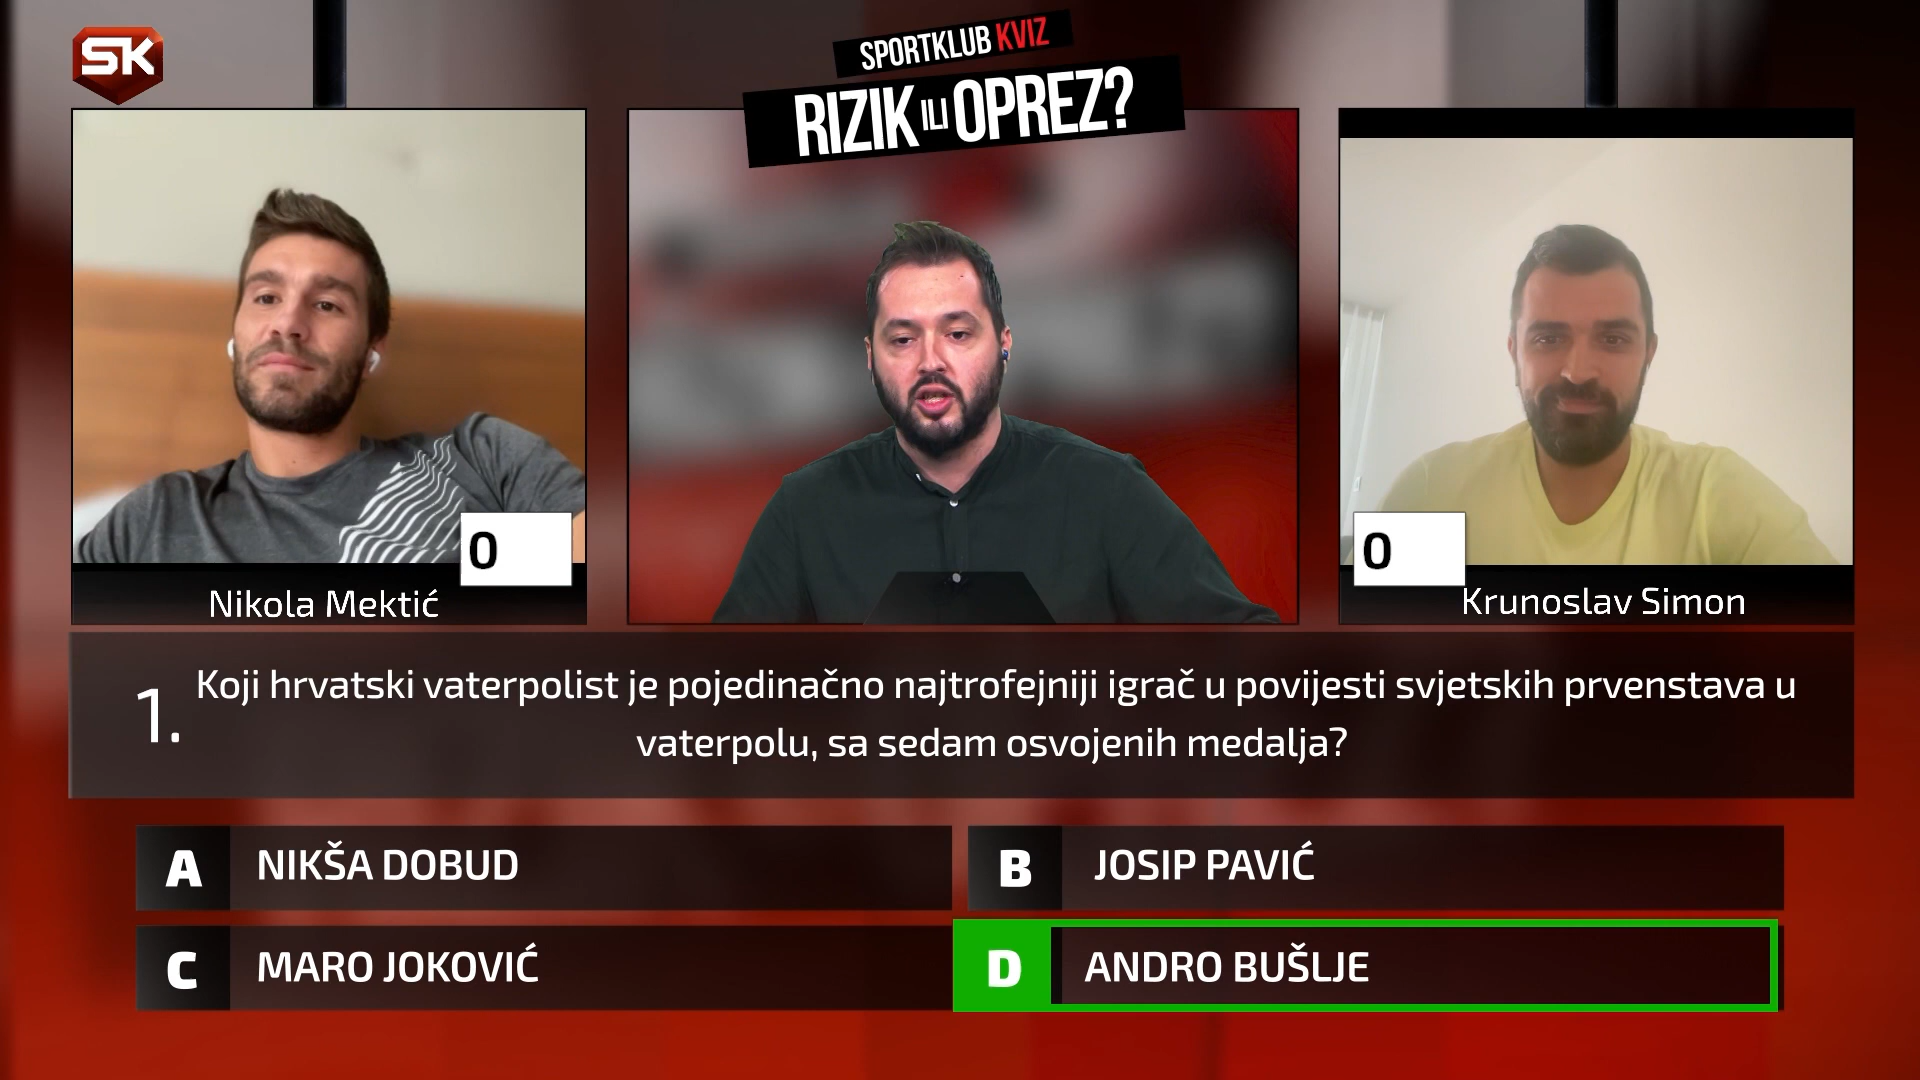 SK
SPORTKLUB KVIZ
RIZIK ILI OPREZ?
0
0
Nikola Mektić
Krunoslav Simon
1.
Koji hrvatski vaterpolist je pojedinačno najtrofejniji igrač u povijesti svjetskih prvenstava u
vaterpolu, sa sedam osvojenih medalja?
A NIKŠA DOBUD
B JOSIP PAVIĆ
C MARO JOKOVIĆ
D ANDRO BUŠLJE